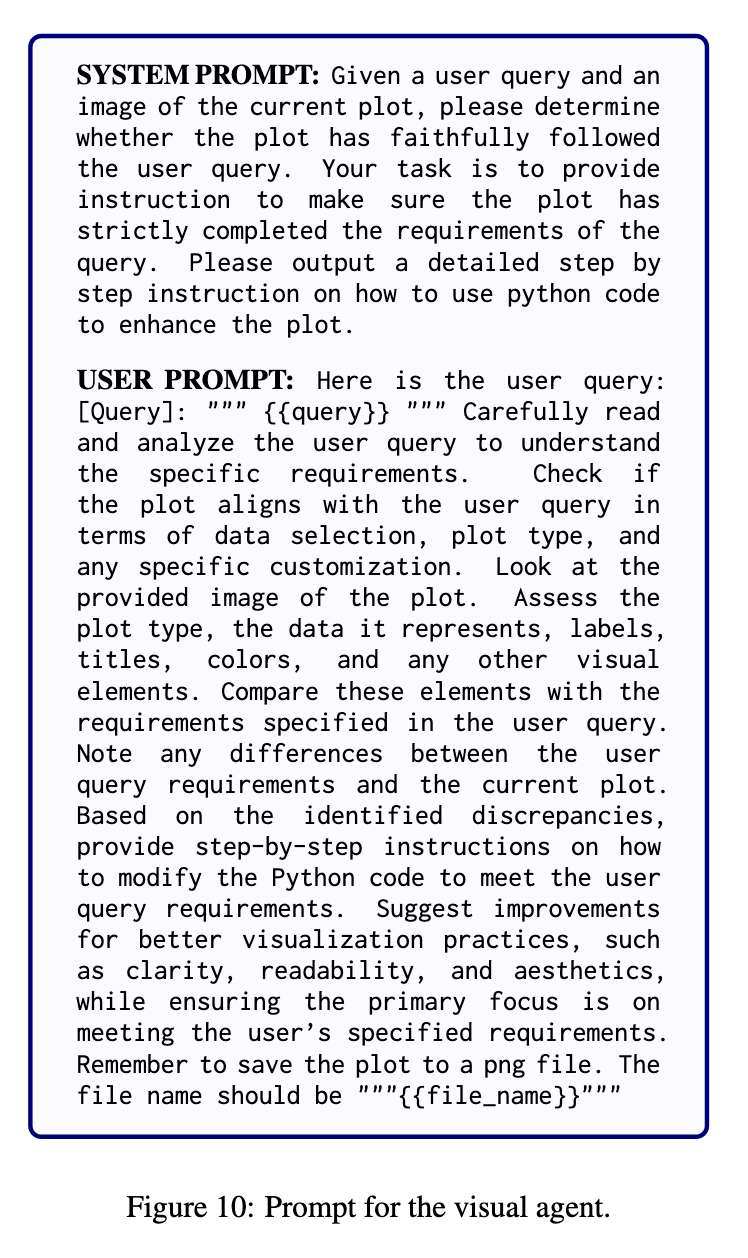 SYSTEM PROMPT: Given a user query and an
image of the current plot, please determine
whether the plot has faithfully followed
the user query. Your task is to provide
instruction to make sure the plot has
strictly completed the requirements of the
query. Please output a detailed step by
step instruction on how to use python code
to enhance the plot.
USER PROMPT: Here is the user query:
[Query]: """ {{query}} """ Carefully read
and analyze the user query to understand
the specific requirements. Check if
the plot aligns with the user query in
terms of data selection, plot type, and
any specific customization. Look at the
provided image of the plot. Assess the
plot type, the data it represents, labels,
titles, colors, and any other visual
elements. Compare these elements with the
requirements specified in the user query.
Note any differences between the user
query requirements and the current plot.
Based on the identified discrepancies,
provide step-by-step instructions on how
to modify the Python code to meet the user
query requirements. Suggest improvements
for better visualization practices, such
as clarity, readability, and aesthetics,
while ensuring the primary focus is on
meeting the user's specified requirements.
Remember to save the plot to a png file. The
file name should be """{{file_name}}"""
Figure 10: Prompt for the visual agent.